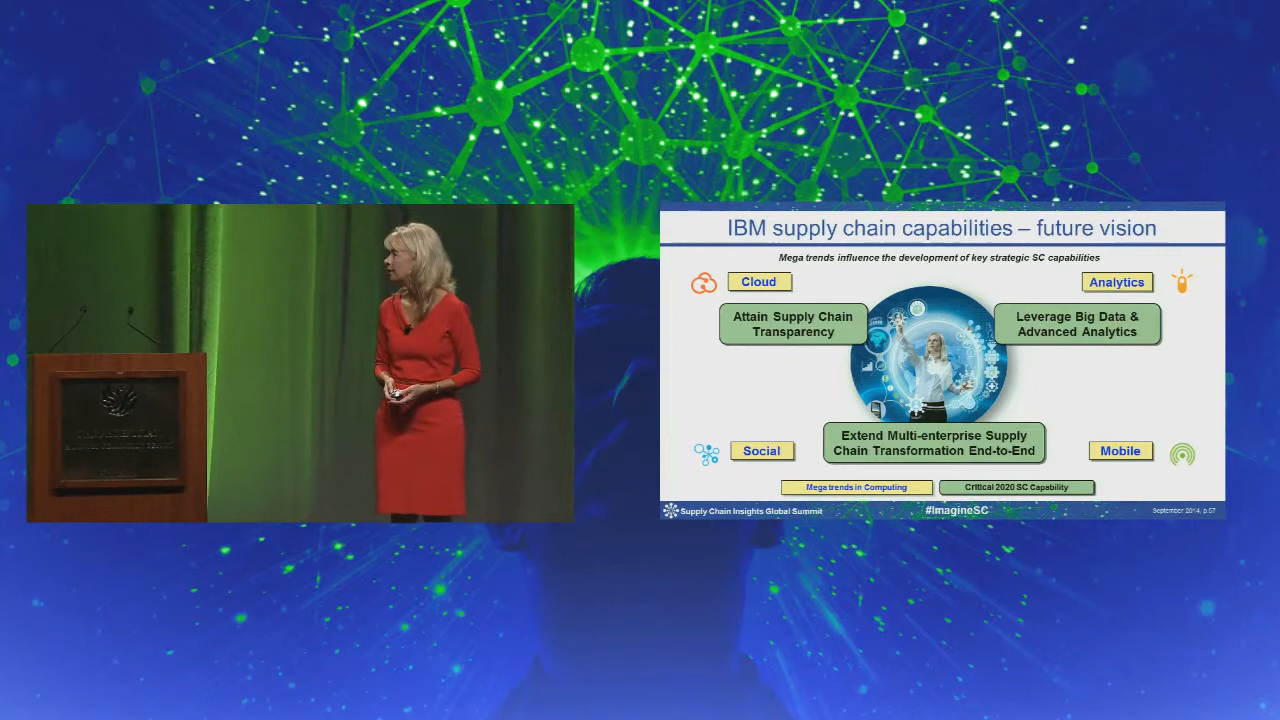 IBM supply chain capabilities – future vision
Mega trends influence the development of key strategic SC capabilities
Cloud
Analytics
Attain Supply Chain
Transparency
Leverage Big Data &
Advanced Analytics
Social
Extend Multi-enterprise Supply
Chain Transformation End-to-End
Mobile
Mega trends in Computing
Critical 2020 SC Capability
Supply Chain Insights Global Summit
#ImagineSC
September 2014, p.57